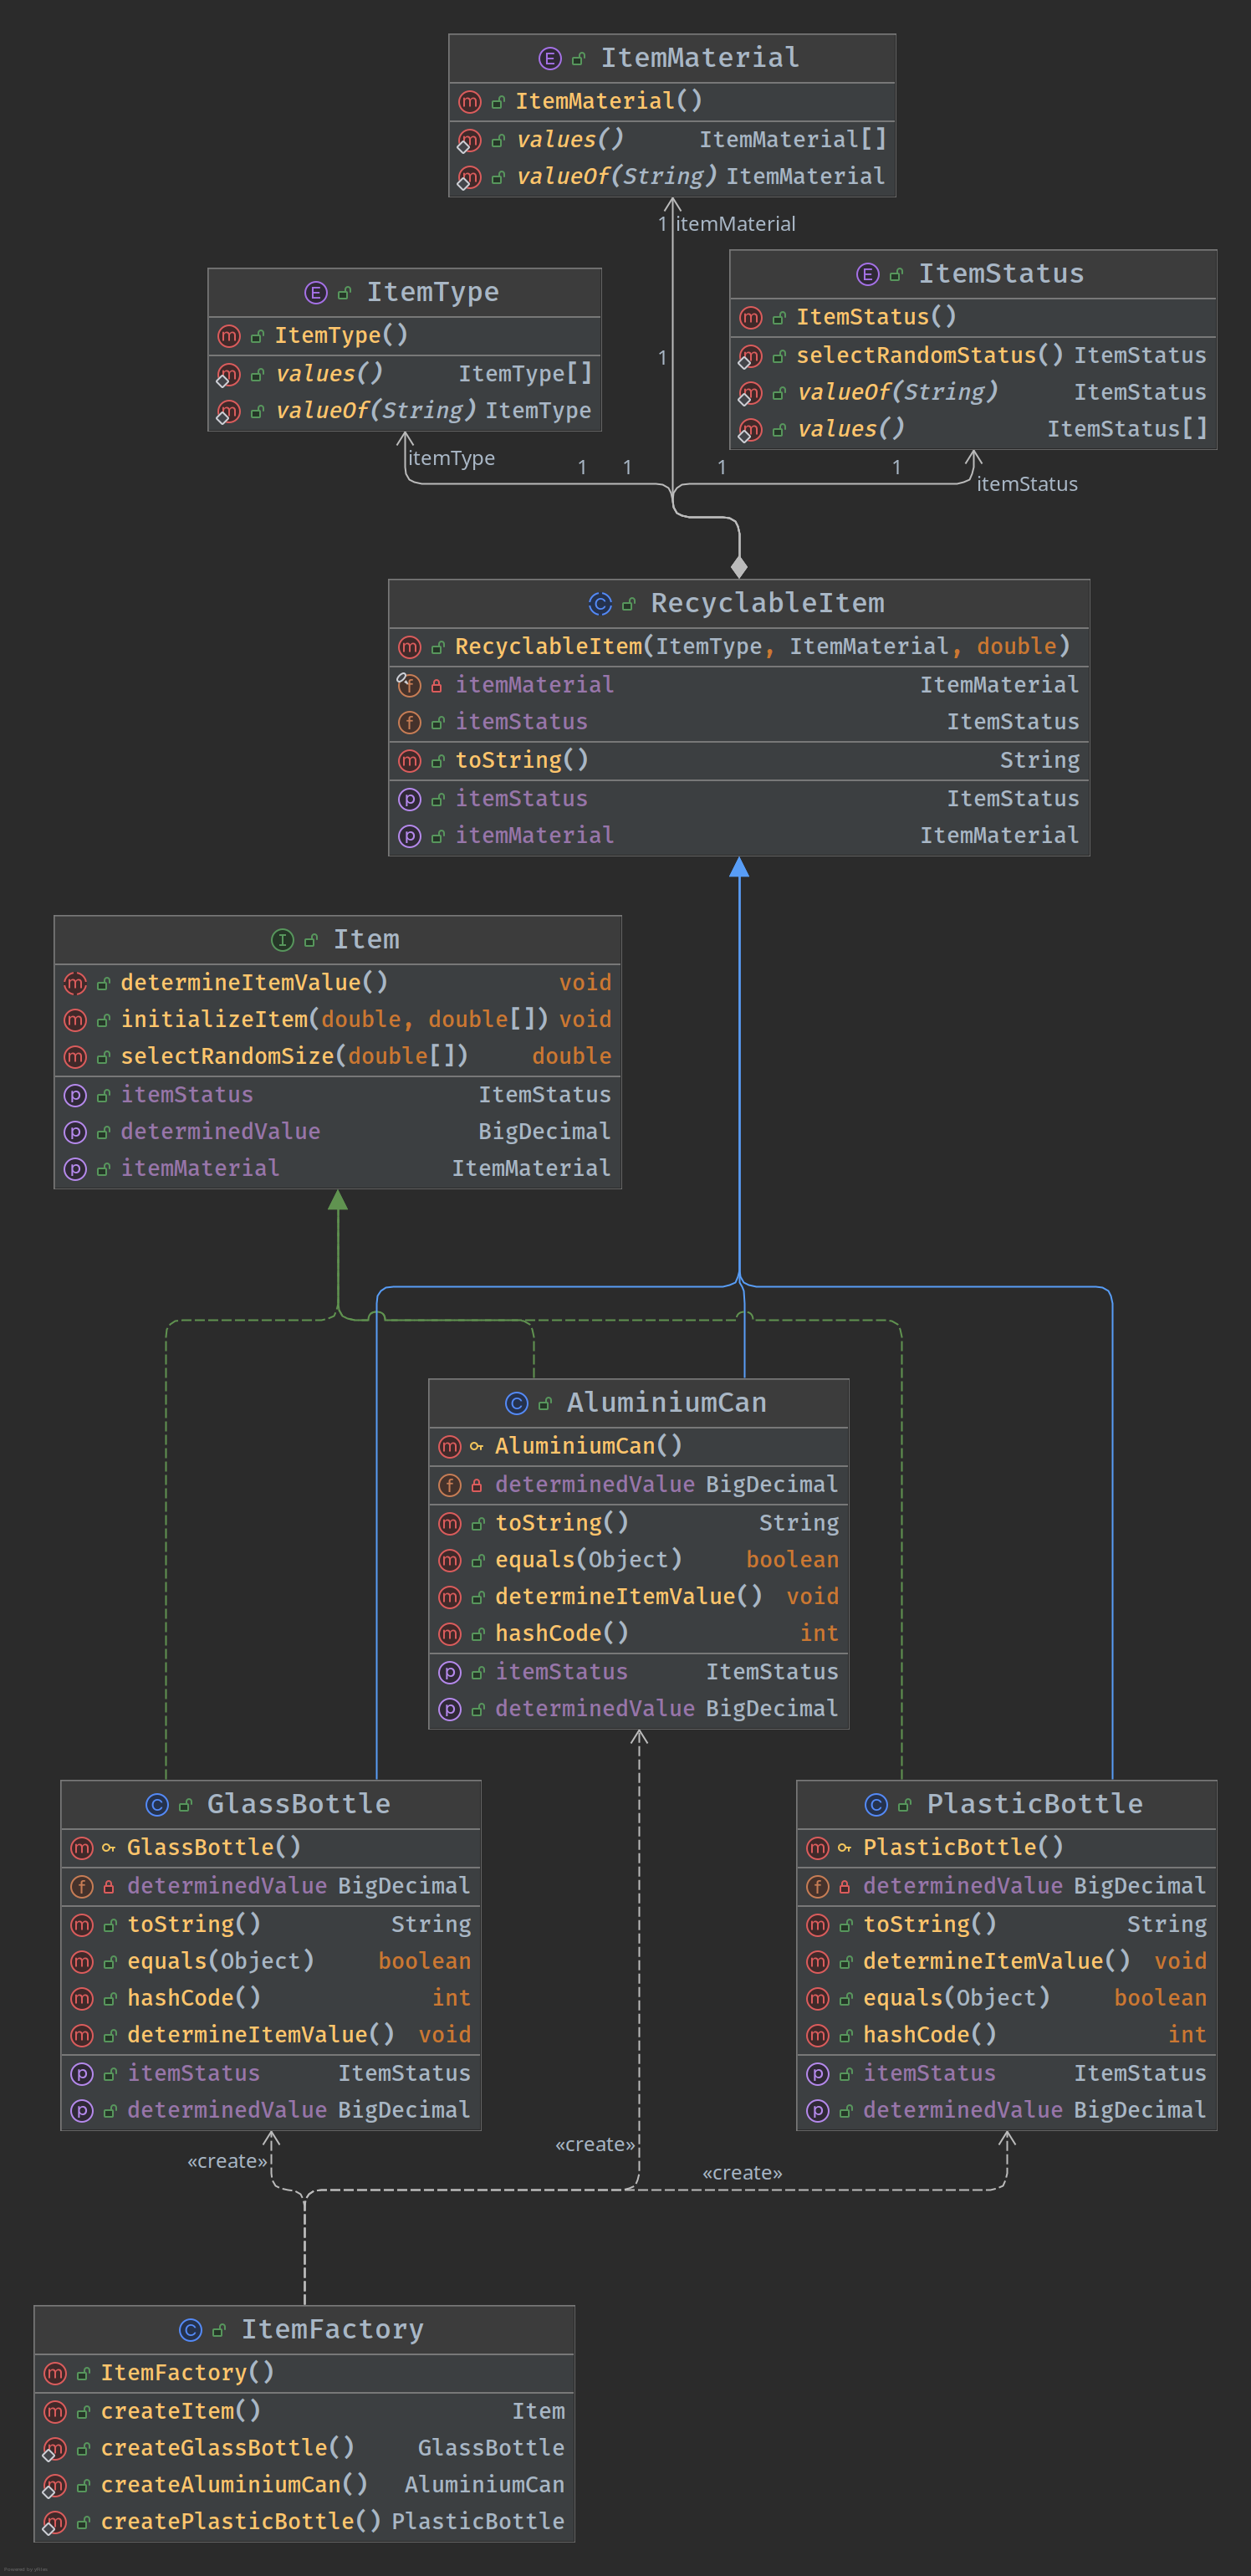 ItemMaterial
ItemMaterial()
values() ItemMaterial[]
valueOf(String) ItemMaterial
1 itemMaterial
ItemType
ItemType()
values() ItemType[]
valueOf(String) ItemType
ItemStatus
ItemStatus()
selectRandomStatus() ItemStatus
valueOf(String) ItemStatus
values() ItemStatus[]
1
itemType 1 1 1 1
itemStatus
RecyclableItem
RecyclableItem(ItemType, ItemMaterial, double)
itemMaterial ItemMaterial
itemStatus ItemStatus
toString() String
itemStatus ItemStatus
itemMaterial ItemMaterial
Item
determineItemValue() void
initializeItem(double, double[]) void
selectRandomSize(double[]) double
itemStatus ItemStatus
determinedValue BigDecimal
itemMaterial ItemMaterial
AluminiumCan
AluminiumCan()
determinedValue BigDecimal
toString() String
equals(Object) boolean
determineItemValue() void
hashCode() int
itemStatus ItemStatus
determinedValue BigDecimal
GlassBottle
GlassBottle()
determinedValue BigDecimal
toString() String
equals(Object) boolean
hashCode() int
determineItemValue() void
itemStatus ItemStatus
determinedValue BigDecimal
PlasticBottle
PlasticBottle()
determinedValue BigDecimal
toString() String
determineItemValue() void
equals(Object) boolean
hashCode() int
itemStatus ItemStatus
determinedValue BigDecimal
«create»
«create»
«create»
ItemFactory
ItemFactory()
createItem() Item
createGlassBottle() GlassBottle
createAluminiumCan() AluminiumCan
createPlasticBottle() PlasticBottle
Powered by yFiles